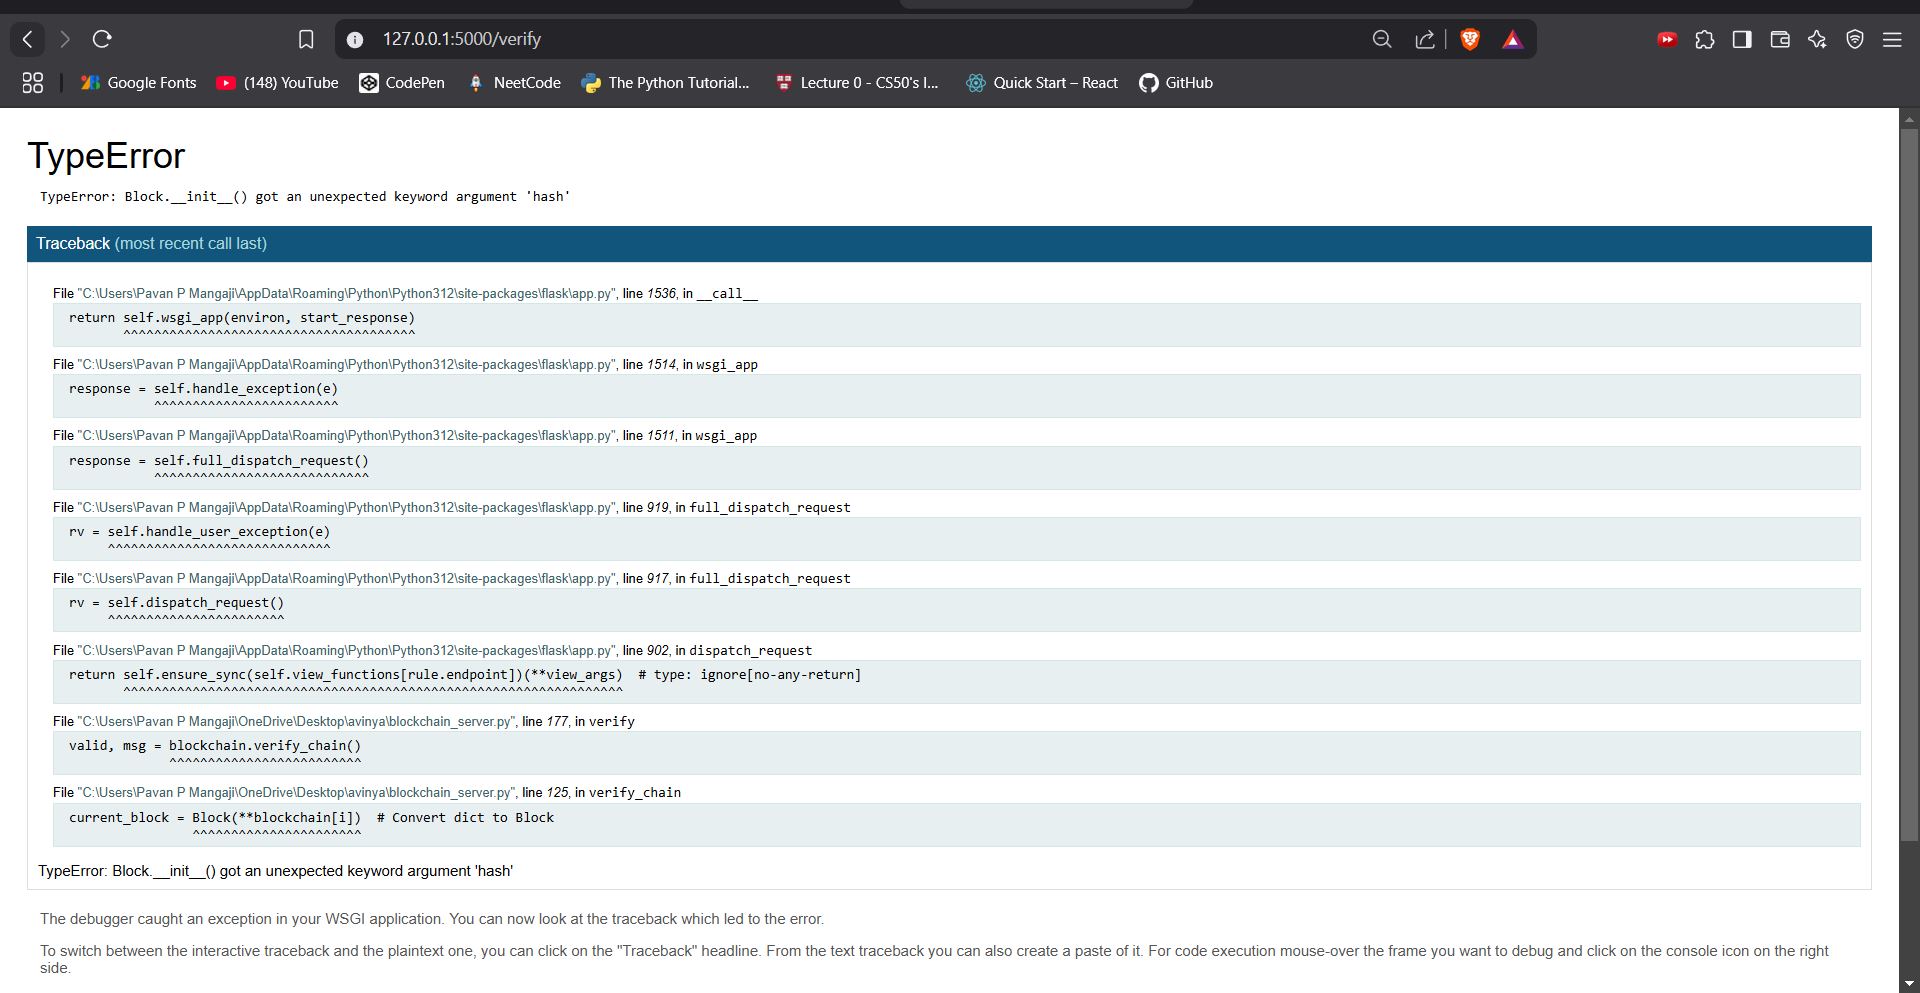 127.0.0.1:5000/verify
Google Fonts (148) YouTube CodePen NeetCode The Python Tutorial... Lecture 0 - CS50's I... Quick Start – React GitHub
TypeError
TypeError: Block.__init__() got an unexpected keyword argument 'hash'
Traceback (most recent call last)
File "C:\Users\Pavan P Mangaji\AppData\Roaming\Python\Python312\site-packages\flask\app.py", line 1536, in __call__
return self.wsgi_app(environ, start_response)
^^^^^^^^^^^^^^^^^^^^^^^^^^^^^^^^^^^^^^
File "C:\Users\Pavan P Mangaji\AppData\Roaming\Python\Python312\site-packages\flask\app.py", line 1514, in wsgi_app
response = self.handle_exception(e)
^^^^^^^^^^^^^^^^^^^^^^^^
File "C:\Users\Pavan P Mangaji\AppData\Roaming\Python\Python312\site-packages\flask\app.py", line 1511, in wsgi_app
response = self.full_dispatch_request()
^^^^^^^^^^^^^^^^^^^^^^^^^^^^
File "C:\Users\Pavan P Mangaji\AppData\Roaming\Python\Python312\site-packages\flask\app.py", line 919, in full_dispatch_request
rv = self.handle_user_exception(e)
^^^^^^^^^^^^^^^^^^^^^^^^^^^^^
File "C:\Users\Pavan P Mangaji\AppData\Roaming\Python\Python312\site-packages\flask\app.py", line 917, in full_dispatch_request
rv = self.dispatch_request()
^^^^^^^^^^^^^^^^^^^^^^^
File "C:\Users\Pavan P Mangaji\AppData\Roaming\Python\Python312\site-packages\flask\app.py", line 902, in dispatch_request
return self.ensure_sync(self.view_functions[rule.endpoint])(**view_args)  # type: ignore[no-any-return]
^^^^^^^^^^^^^^^^^^^^^^^^^^^^^^^^^^^^^^^^^^^^^^^^^^^^^^^^^^^^^^^^^
File "C:\Users\Pavan P Mangaji\OneDrive\Desktop\avinya\blockchain_server.py", line 177, in verify
valid, msg = blockchain.verify_chain()
^^^^^^^^^^^^^^^^^^^^^^^^^
File "C:\Users\Pavan P Mangaji\OneDrive\Desktop\avinya\blockchain_server.py", line 125, in verify_chain
current_block = Block(**blockchain[i])  # Convert dict to Block
^^^^^^^^^^^^^^^^^^^^^^
TypeError: Block.__init__() got an unexpected keyword argument 'hash'
The debugger caught an exception in your WSGI application. You can now look at the traceback which led to the error.
To switch between the interactive traceback and the plaintext one, you can click on the "Traceback" headline. From the text traceback you can also create a paste of it. For code execution mouse-over the frame you want to debug and click on the console icon on the right
side.